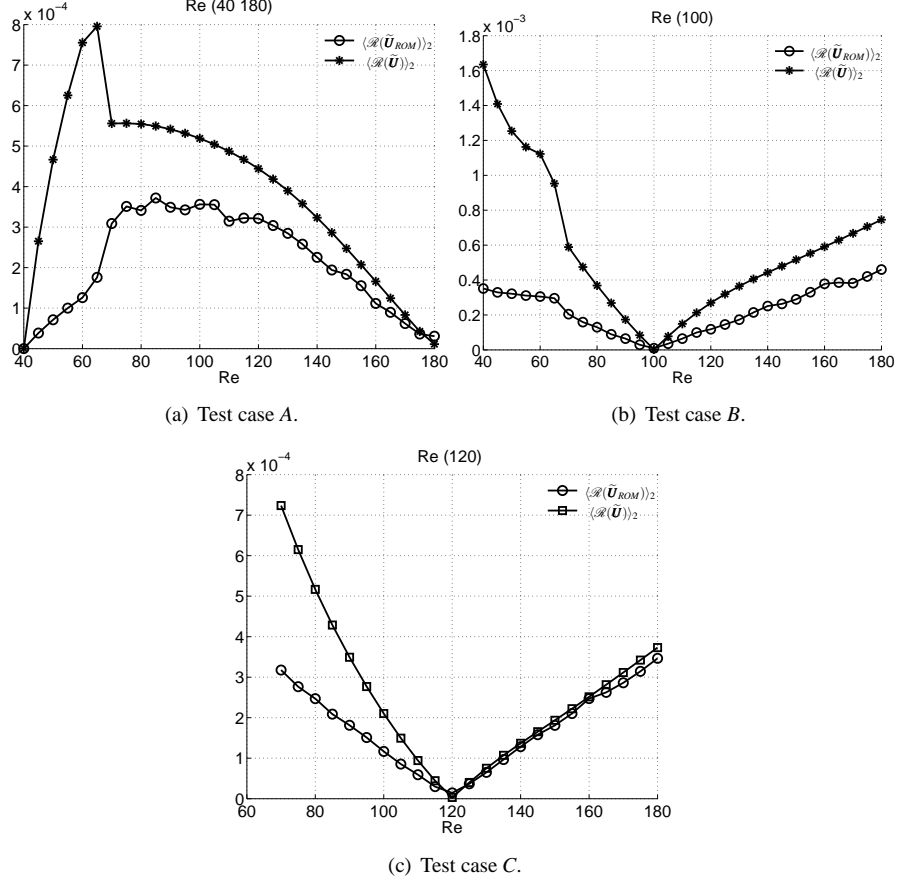 Re (40 180)
x 10⁻⁴
8
7
6
5
4
3
2
1
0
40 60 80 100 120 140 160 180
Re
⟨ℛ(Ũ_ROM)⟩₂
⟨ℛ(Ũ)⟩₂
(a) Test case A.
Re (100)
x 10⁻³
1.8
1.6
1.4
1.2
1
0.8
0.6
0.4
0.2
0
40 60 80 100 120 140 160 180
Re
⟨ℛ(Ũ_ROM)⟩₂
⟨ℛ(Ũ)⟩₂
(b) Test case B.
Re (120)
x 10⁻⁴
8
7
6
5
4
3
2
1
0
60 80 100 120 140 160 180
Re
⟨ℛ(Ũ_ROM)⟩₂
⟨ℛ(Ũ)⟩₂
(c) Test case C.